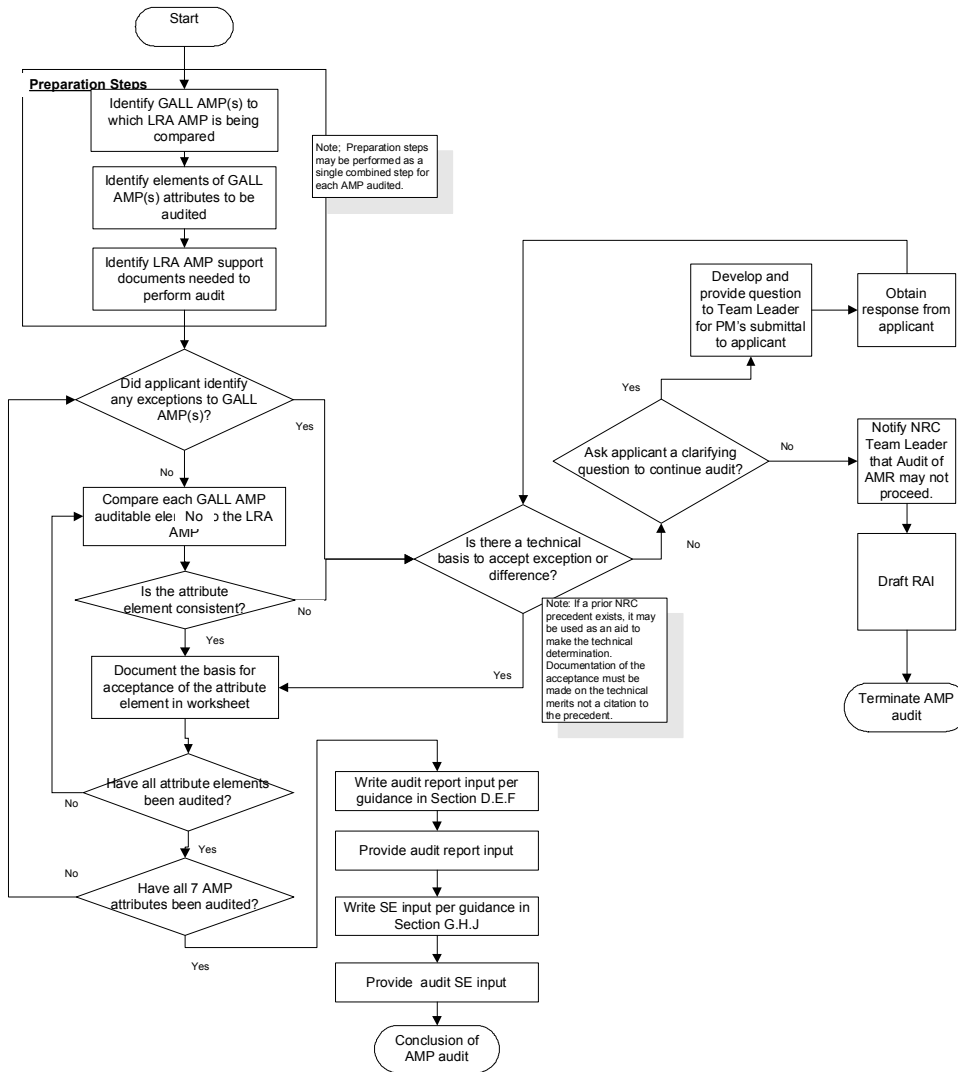 Start
Preparation Steps
Identify GALL AMP(s) to
which LRA AMP is being
compared
Note; Preparation steps
may be performed as a
single combined step for
each AMP audited.
Identify elements of GALL
AMP(s) attributes to be
audited
Identify LRA AMP support
documents needed to
perform audit
Develop and
provide question
to Team Leader
for PM's submittal
to applicant
Obtain
response from
applicant
Did applicant identify
any exceptions to GALL
AMP(s)?
Yes
No
Yes
Ask applicant a clarifying
question to continue audit?
No
Notify NRC
Team Leader
that Audit of
AMR may not
proceed.
Compare each GALL AMP
auditable ele No o the LRA
AMP
Is there a technical
basis to accept exception or
difference?
No
Draft RAI
Is the attribute
element consistent?
No
Yes
Note: If a prior NRC
precedent exists, it may
be used as an aid to
make the technical
determination.
Documentation of the
acceptance must be
made on the technical
merits not a citation to
the precedent.
Yes
Document the basis for
acceptance of the attribute
element in worksheet
Terminate AMP
audit
Have all attribute elements
been audited?
No
Yes
Write audit report input per
guidance in Section D.E.F
Provide audit report input
Have all 7 AMP
attributes been audited?
No
Yes
Write SE input per guidance in
Section G.H.J
Provide audit SE input
Conclusion of
AMP audit